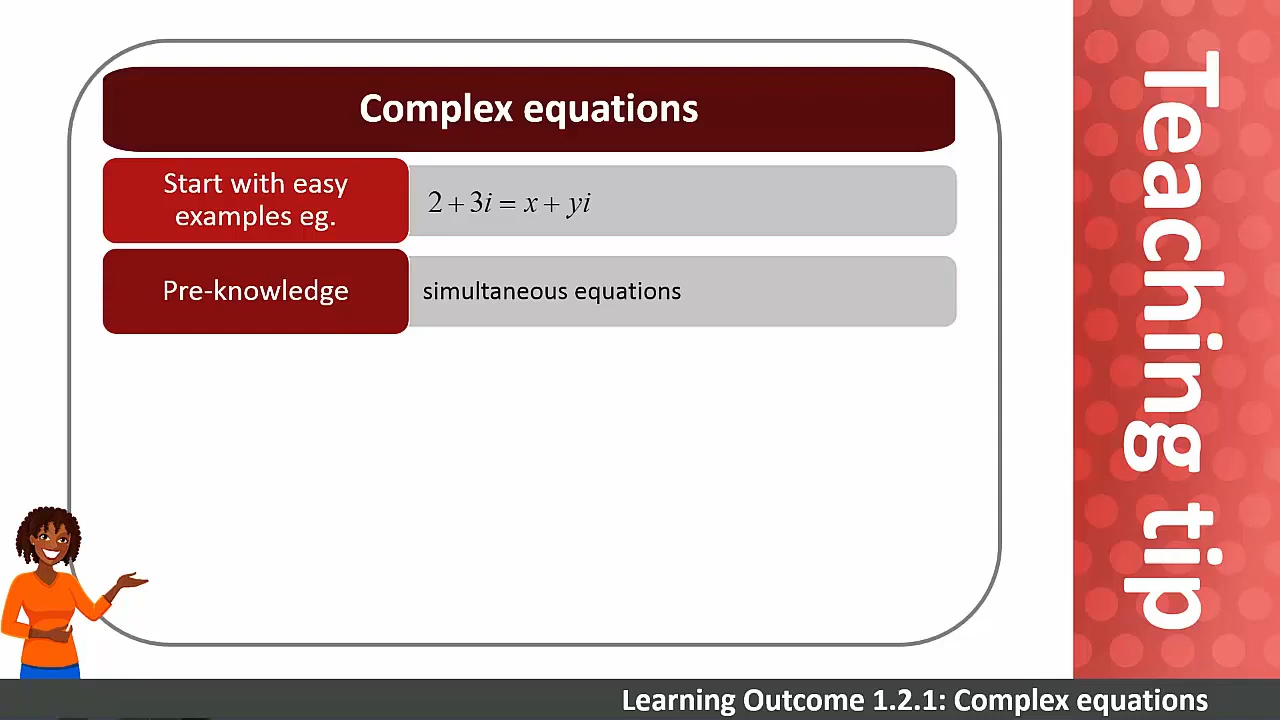 Complex equations
Start with easy
examples eg.
2 + 3i = x + yi
Pre-knowledge
simultaneous equations
Teaching tip
Learning Outcome 1.2.1: Complex equations